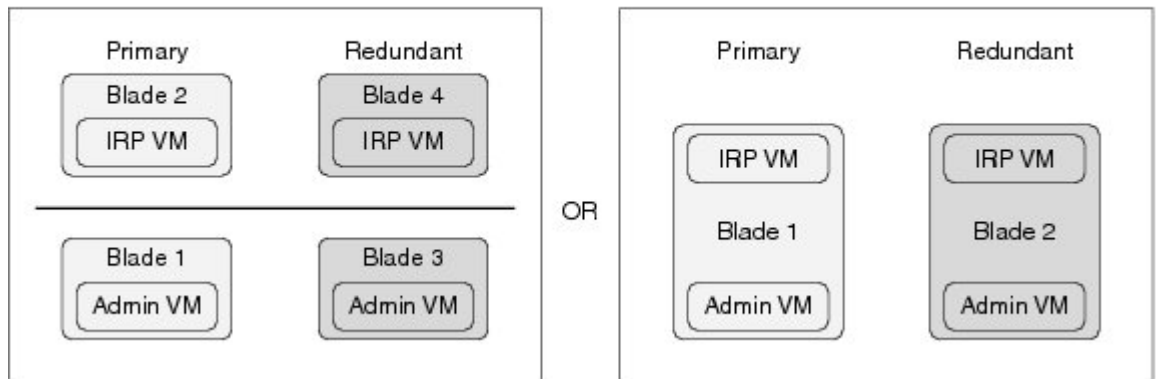 Primary
Redundant
Blade 2
IRP VM
Blade 4
IRP VM
Blade 1
Admin VM
Blade 3
Admin VM
OR
Primary
Redundant
IRP VM
Blade 1
Admin VM
IRP VM
Blade 2
Admin VM